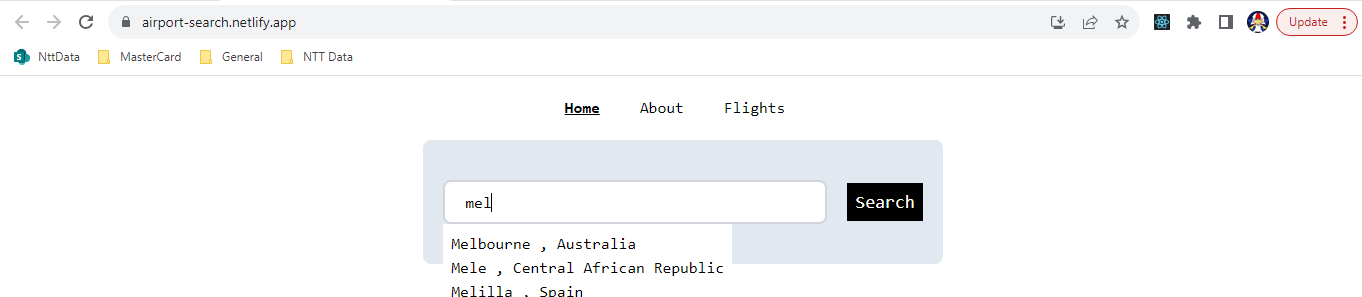 airport-search.netlify.app
Update
NttData MasterCard General NTT Data
Home About Flights
mel
Search
Melbourne , Australia
Mele , Central African Republic
Melilla , Spain